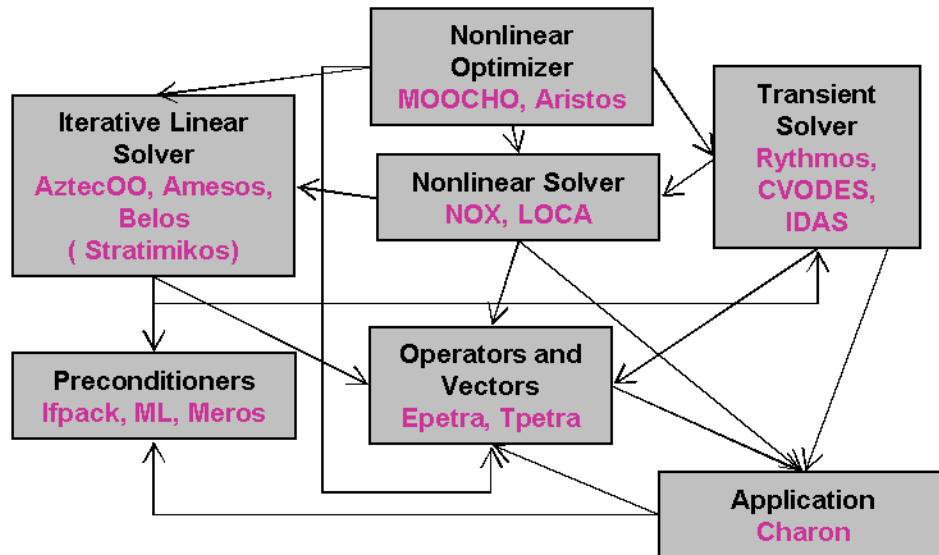 Nonlinear
Optimizer
MOOCHO, Aristos
Iterative Linear
Solver
AztecOO, Amesos,
Belos
( Stratimikos)
Nonlinear Solver
NOX, LOCA
Transient
Solver
Rythmos,
CVODES,
IDAS
Preconditioners
Ifpack, ML, Meros
Operators and
Vectors
Epetra, Tpetra
Application
Charon